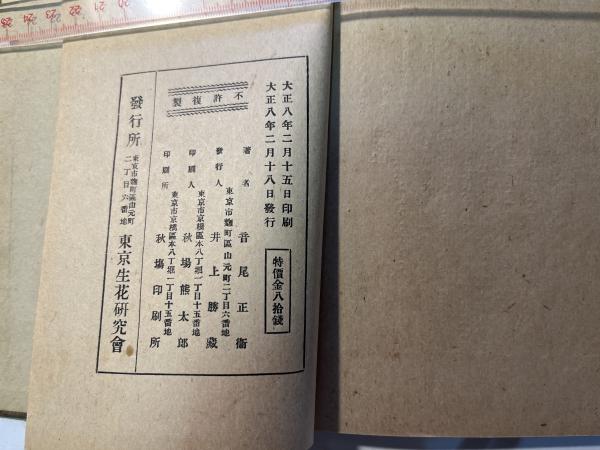 大正八年二月十五日印刷
大正八年二月十八日發行
特價金八拾錢
不許複製
著名 音尾正衞
東京市麹町區山元町二丁目六番地
發行人 井上勝藏
東京市京橋區本八丁堀一丁目十五番地
印刷人 秋場熊太郎
東京市京橋區本八丁堀一丁目十五番地
印刷所 秋場印刷所
發行所 東京市麹町區山元町二丁目六番地 東京生花研究會